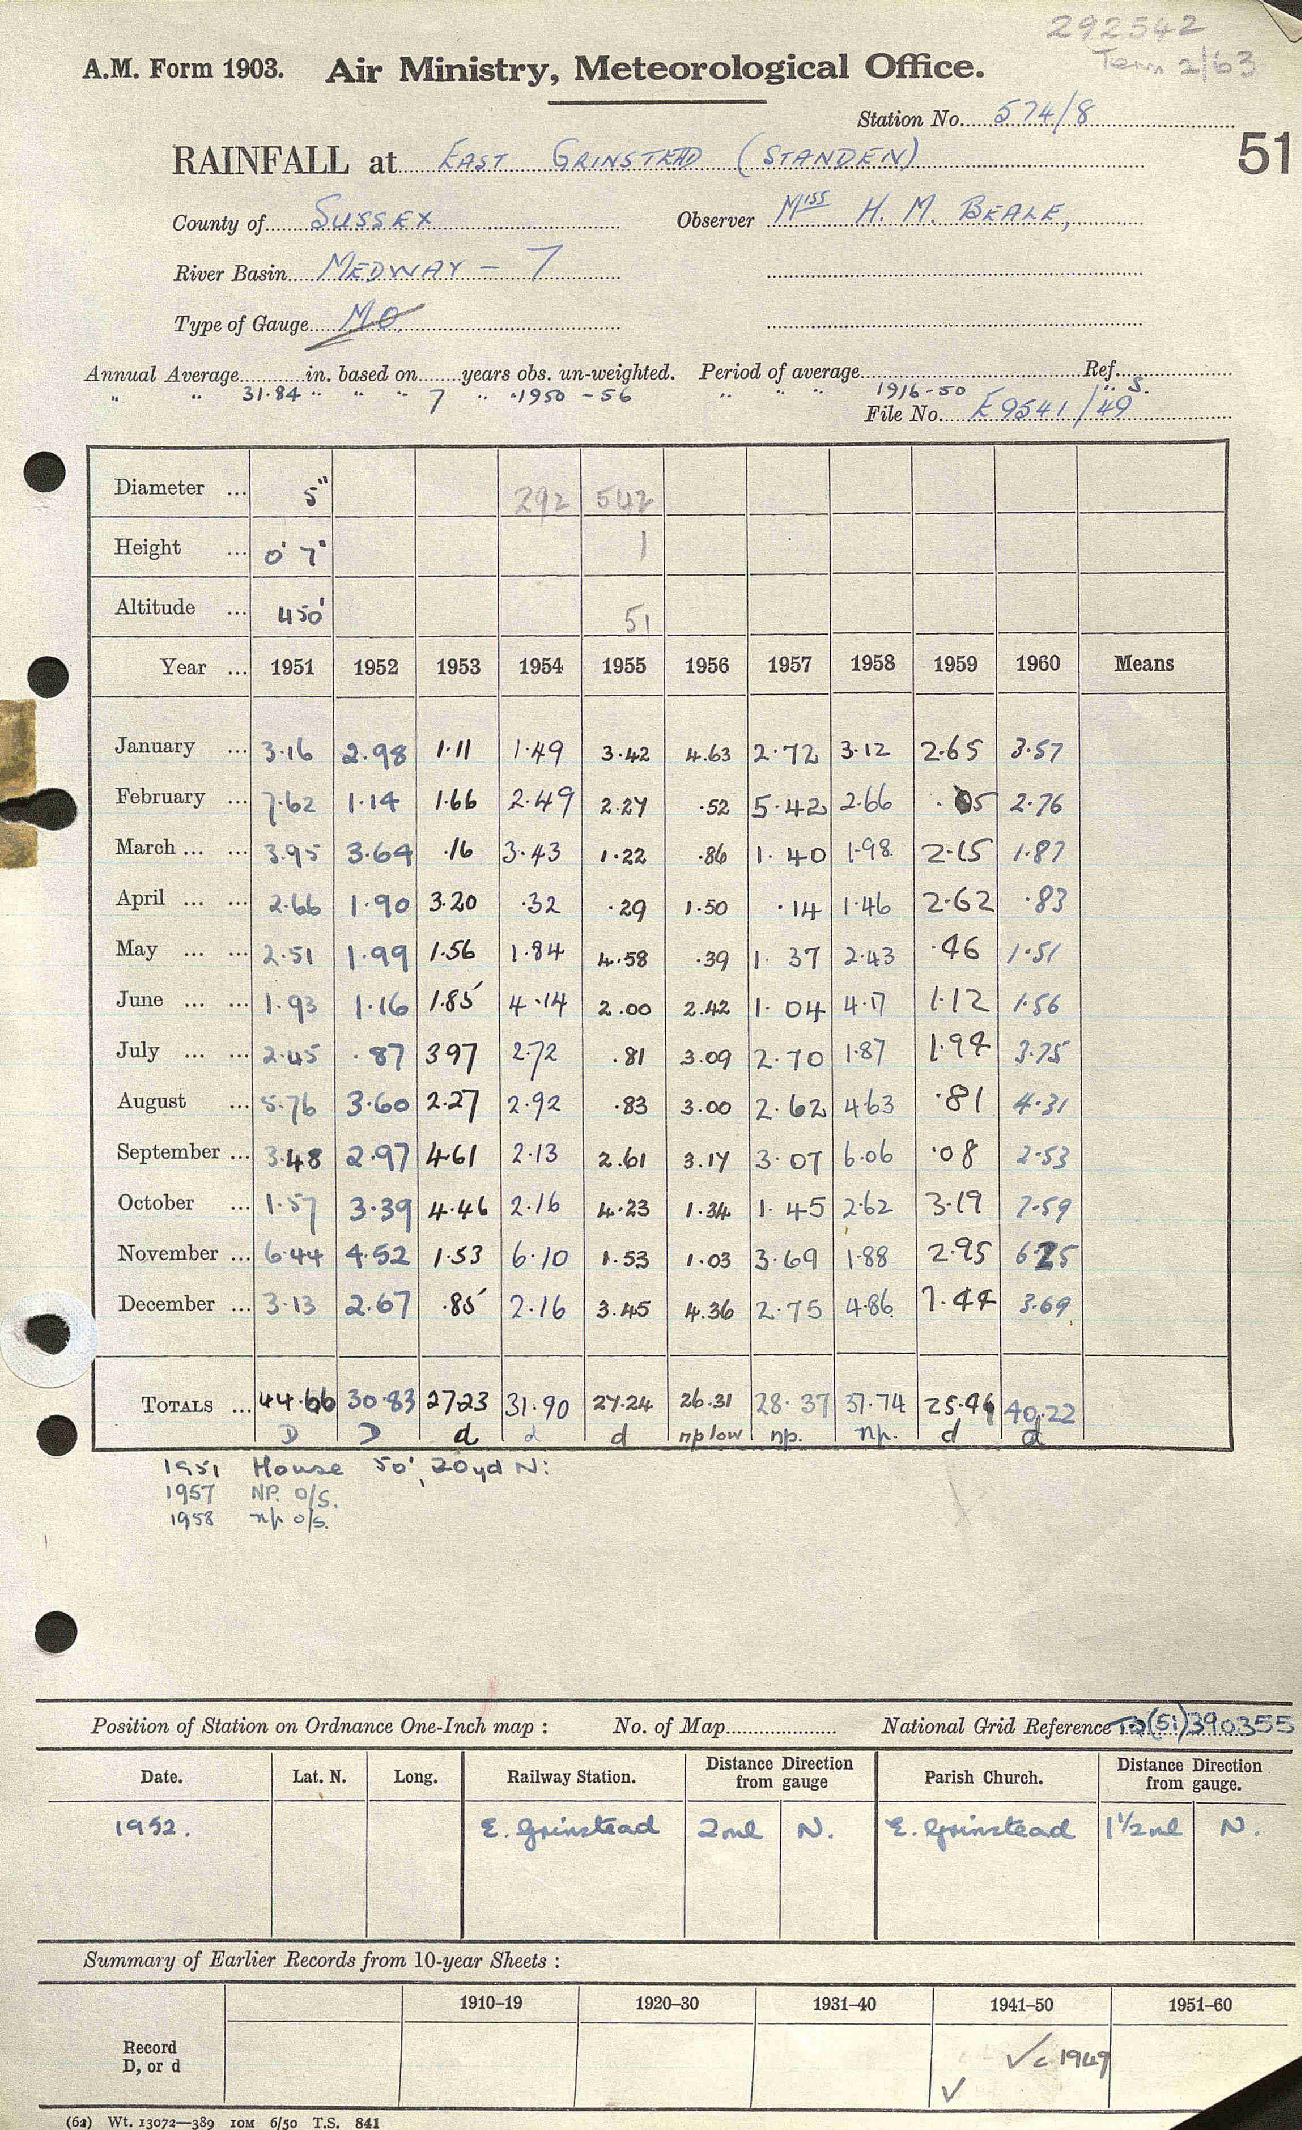 292542
Term 2/63
A.M. Form 1903. Air Ministry, Meteorological Office.
Station No. 574/8
51
RAINFALL at EAST GRINSTEAD (STANDEN)
County of SUSSEX Observer Miss H. M. BEALE,
River Basin MEDWAY - 7
Type of Gauge MO
Annual Average in. based on years obs. un-weighted. Period of average Ref.
" " 31.84 " " " 7 " " 1950 - 56 " " " 1916-50 " S.
File No. E9541/49
Diameter ... 5" 292 542
Height ... 0' 7" 1
Altitude ... 450' 51
Year ... 1951 1952 1953 1954 1955 1956 1957 1958 1959 1960 Means
January ... 3.16 2.98 1.11 1.49 3.42 4.63 2.72 3.12 2.65 3.57
February ... 7.62 1.14 1.66 2.49 2.27 .52 5.42 2.66 .05 2.76
March ... ... 3.95 3.64 .16 3.43 1.22 .86 1.40 1.98 2.15 1.87
April ... ... 2.66 1.90 3.20 .32 .29 1.50 .14 1.46 2.62 .83
May ... ... 2.51 1.99 1.56 1.84 4.58 .39 1.37 2.43 .46 1.51
June ... ... 1.93 1.16 1.85 4.14 2.00 2.42 1.04 4.17 1.12 1.56
July ... ... 2.45 .87 3 97 2.72 .81 3.09 2.70 1.87 1.94 3.75
August ... 5.76 3.60 2.27 2.92 .83 3.00 2.62 4.63 .81 4.31
September ... 3.48 2.97 4.61 2.13 2.61 3.17 3.07 6.06 .08 2.53
October ... 1.57 3.39 4.46 2.16 4.23 1.34 1.45 2.62 3.19 7.59
November ... 6.44 4.52 1.53 6.10 1.53 1.03 3.69 1.88 2.95 6.25
December ... 3.13 2.67 .85 2.16 3.45 4.36 2.75 4.86 7.44 3.69
TOTALS ... 44.66 30.83 27.23 31.90 27.24 26.31 28.37 37.74 25.46 40.22
D D d d d np low np. np. d d
1951 House 50', 20yd N:
1957 NP. o/s.
1958 np o/s.
Position of Station on Ordnance One-Inch map : No. of Map National Grid Reference TQ(51)390355
Date. Lat. N. Long. Railway Station. Distance Direction from gauge Parish Church. Distance Direction from gauge.
1952. E. Grinstead 2ml N. E. Grinstead 1½ml N.
Summary of Earlier Records from 10-year Sheets :
1910–19 1920–30 1931–40 1941–50 1951–60
Record D, or d ✓c 1949
✓
(62) Wt. 13072—389 10M 6/50 T.S. 841